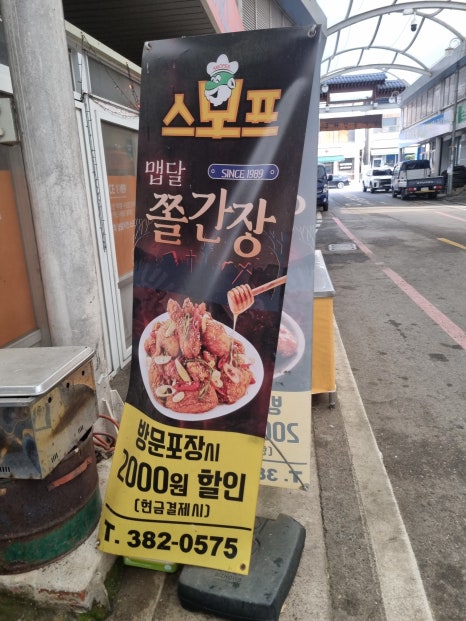 스모프
맵달
SINCE 1989
쫄간장
방문포장시
2000원 할인
(현금결제시)
T. 382-0575